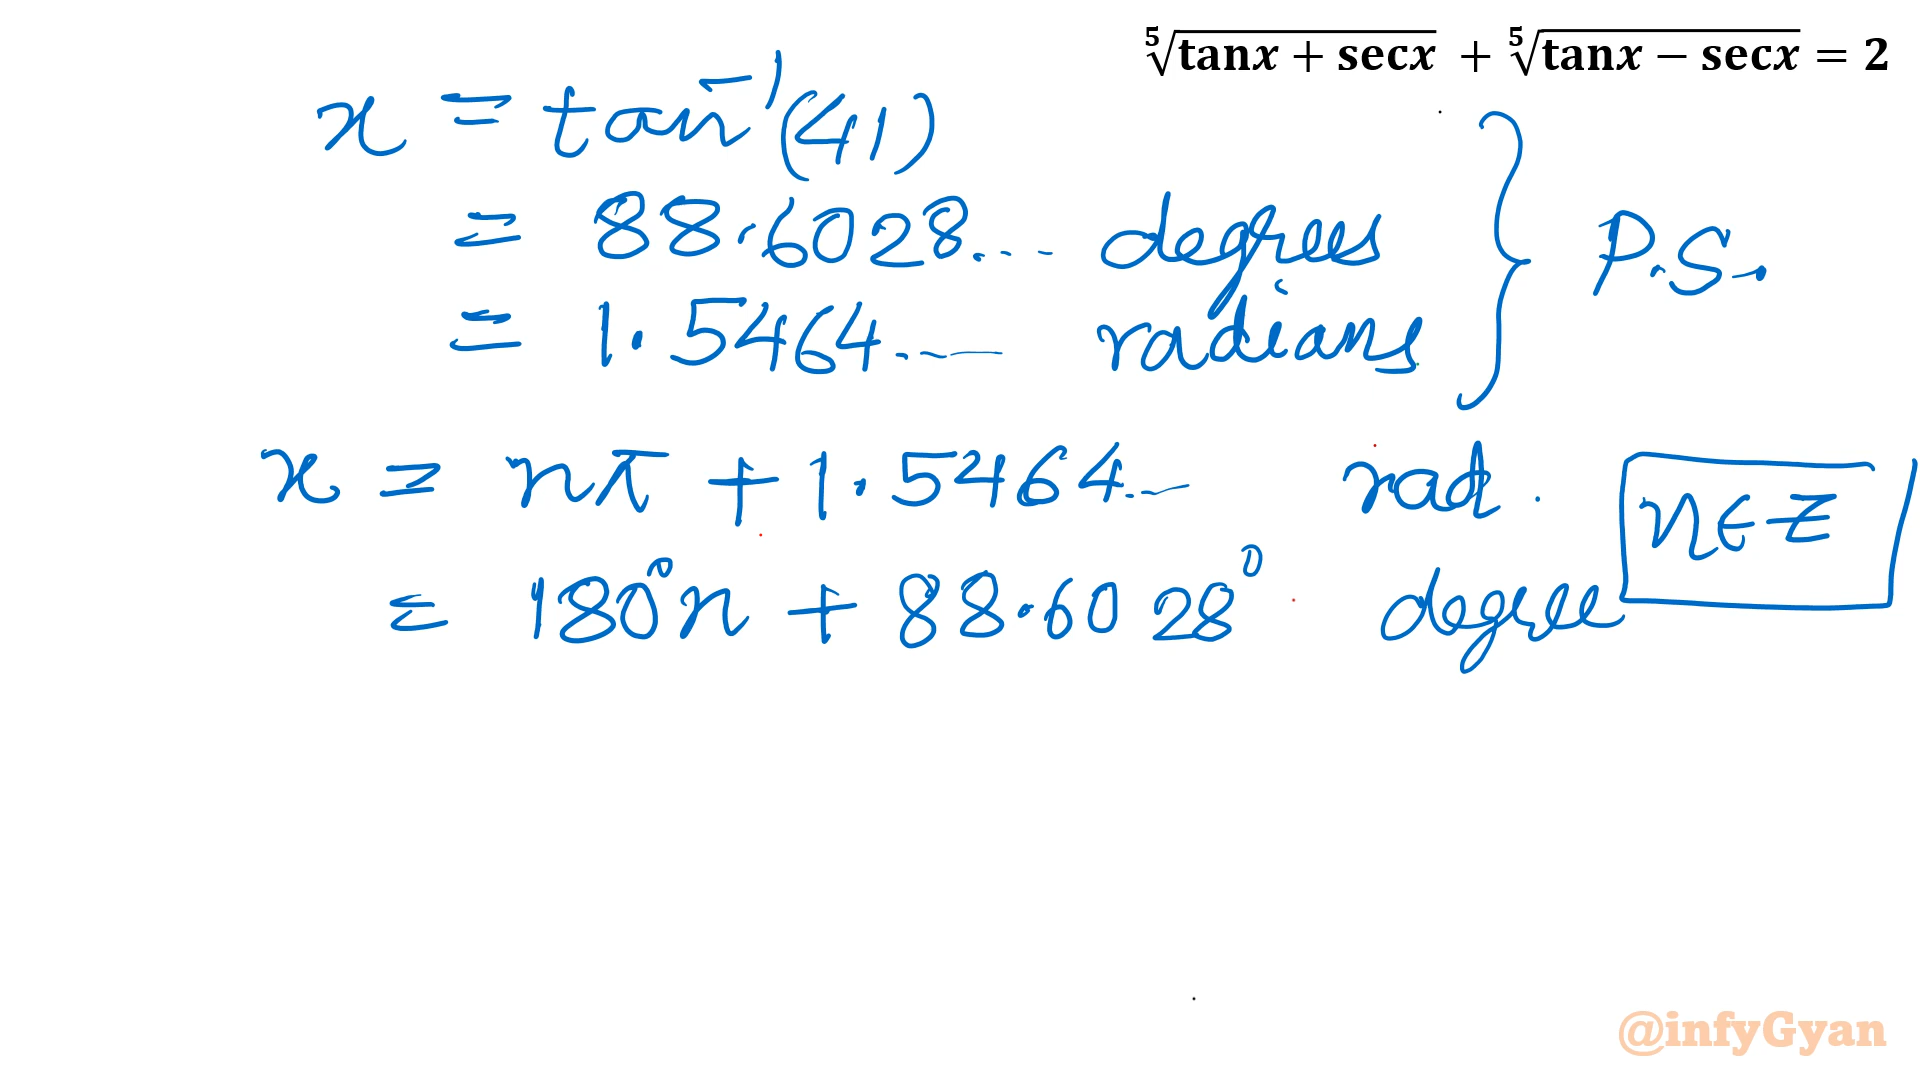 ⁵√(tanx + secx) + ⁵√(tanx − secx) = 2
x = tan⁻¹(41)
= 88.6028... degrees
= 1.5464.... radians
P.S.
x = nπ + 1.5464... rad.
n ∈ Z
= 180°n + 88.6028° degree
@infyGyan